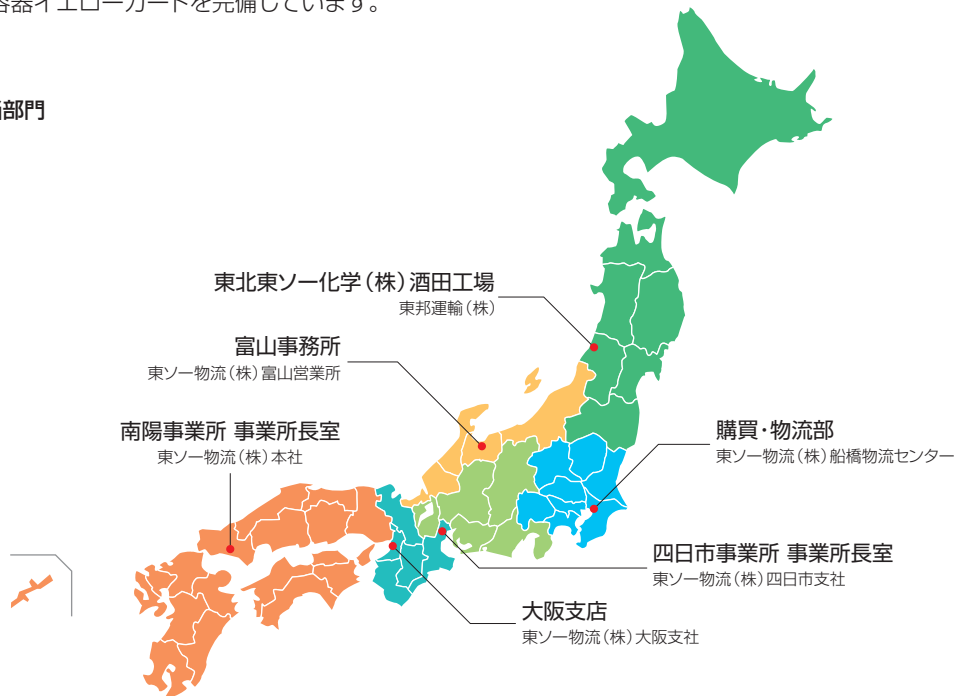 容器イエローカードを完備しています。
部門
東北東ソー化学(株)酒田工場
東邦運輸(株)
富山事務所
東ソー物流(株)富山営業所
南陽事業所 事業所長室
東ソー物流(株)本社
購買・物流部
東ソー物流(株)船橋物流センター
四日市事業所 事業所長室
東ソー物流(株)四日市支社
大阪支店
東ソー物流(株)大阪支社